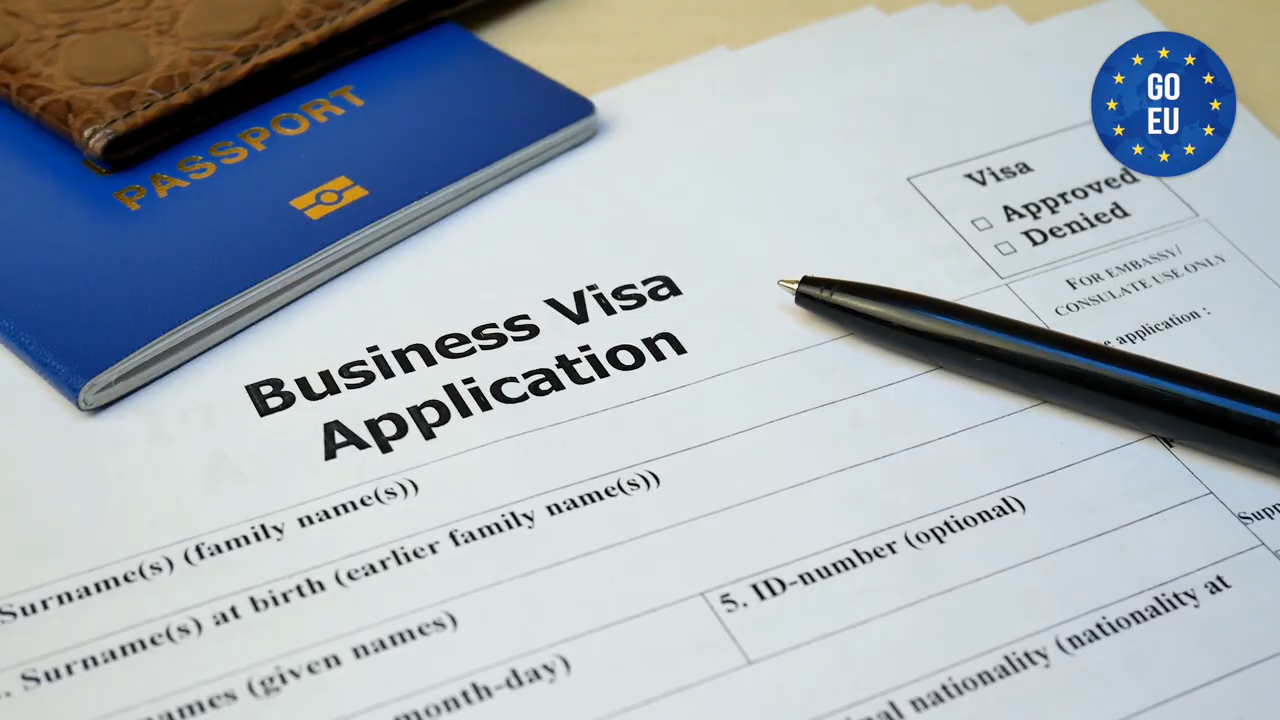 PASSPORT
GO
EU
Visa
Approved
Denied
FOR EMBASSY/
CONSULATE USE ONLY
application :
Business Visa
Application
Surname(s) (family name(s))
Surname(s) at birth (earlier family name(s))
names (given names)
month-day)
5. ID-number (optional)
nationality (nationality at